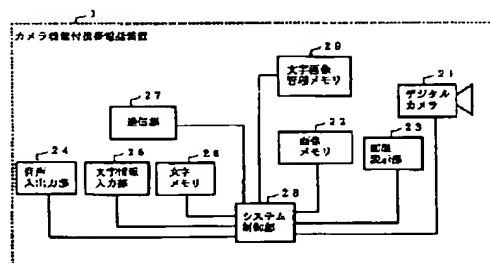 1
カメラ機能付携帯電話装置
29
文字画像
管理メモリ
21
デジタル
カメラ
27
通信部
22
画像
メモリ
23
画像
表示部
24
音声
入出力部
25
文字情報
入力部
26
文字
メモリ
28
システム
制御部